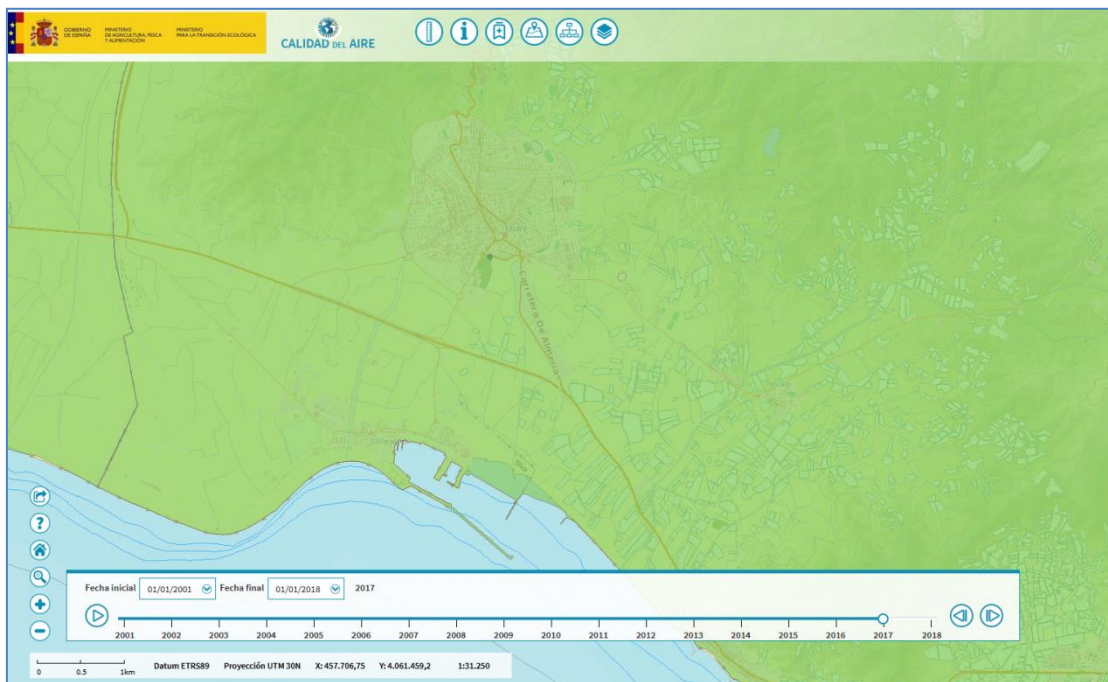 GOBIERNO
DE ESPAÑA
MINISTERIO
DE AGRICULTURA, PESCA
Y ALIMENTACIÓN
MINISTERIO
PARA LA TRANSICIÓN ECOLÓGICA
CALIDAD DEL AIRE
Carretera De Almería
Fecha inicial 01/01/2001 Fecha final 01/01/2018 2017
2001 2002 2003 2004 2005 2006 2007 2008 2009 2010 2011 2012 2013 2014 2015 2016 2017 2018
0 0.5 1km Datum ETRS89 Proyección UTM 30N X: 457.706,75 Y: 4.061.459,2 1:31.250